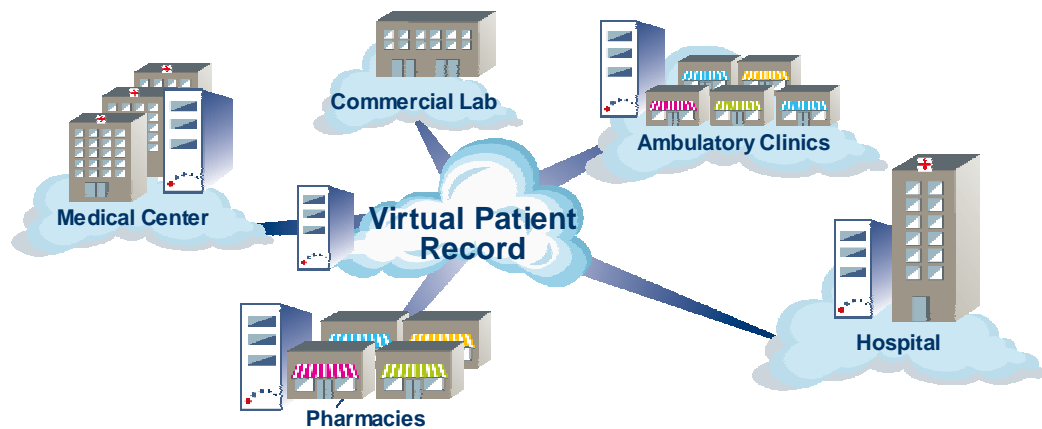 Commercial Lab
Ambulatory Clinics
Medical Center
Virtual Patient
Record
Hospital
Pharmacies